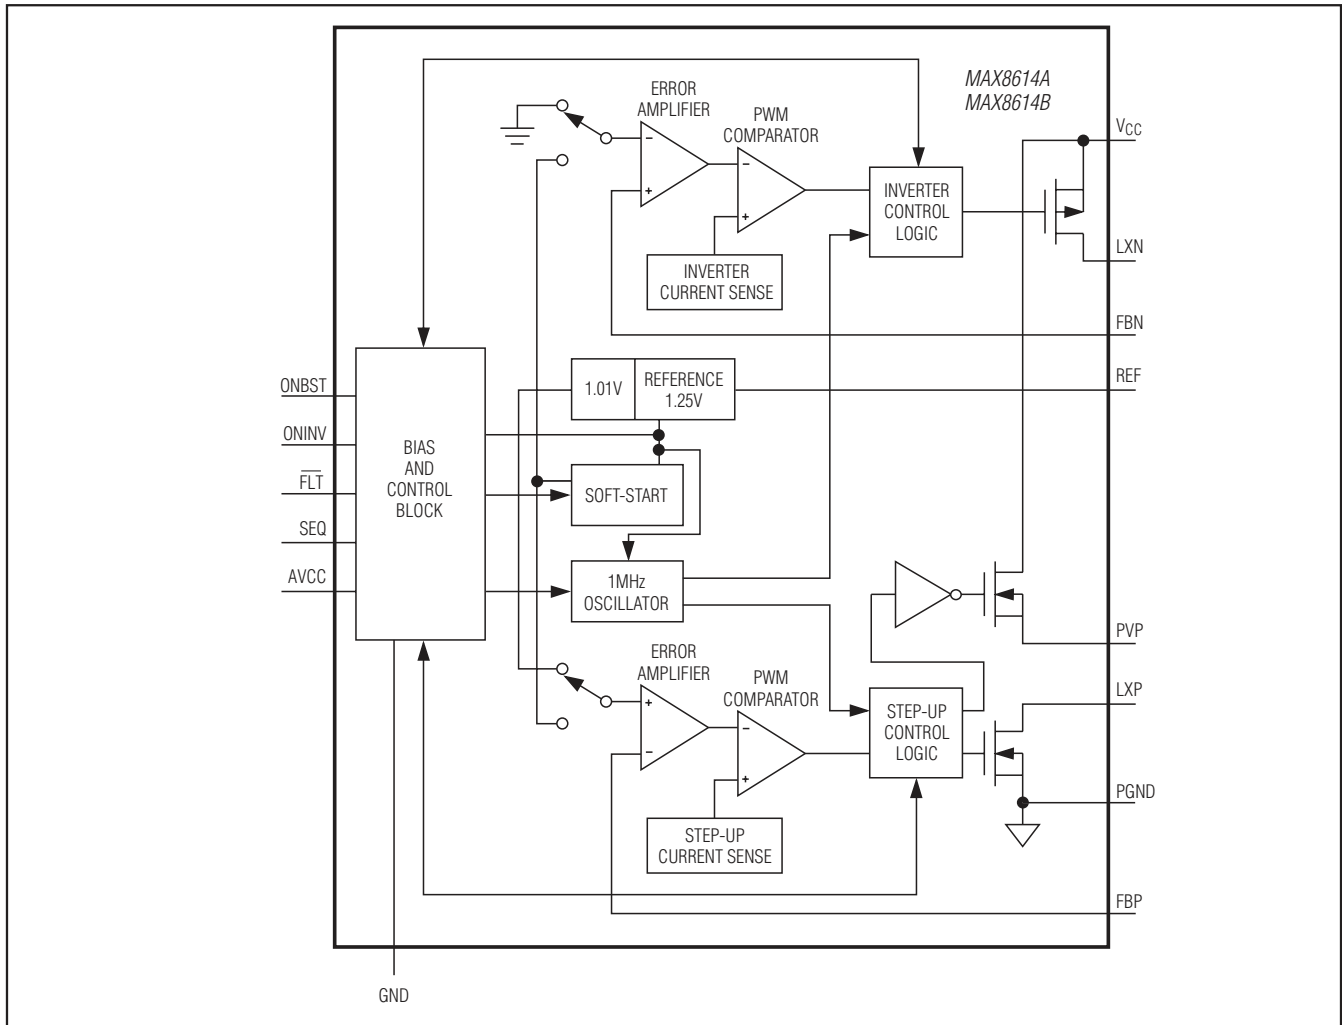 MAX8614A
MAX8614B
ERROR
AMPLIFIER
PWM
COMPARATOR
VCC
−
+
−
+
INVERTER
CONTROL
LOGIC
LXN
INVERTER
CURRENT SENSE
FBN
ONBST
ONINV
FLT
SEQ
AVCC
BIAS
AND
CONTROL
BLOCK
1.01V
REFERENCE
1.25V
REF
SOFT-START
1MHz
OSCILLATOR
PVP
ERROR
AMPLIFIER
PWM
COMPARATOR
+
−
−
+
STEP-UP
CONTROL
LOGIC
LXP
PGND
STEP-UP
CURRENT SENSE
FBP
GND